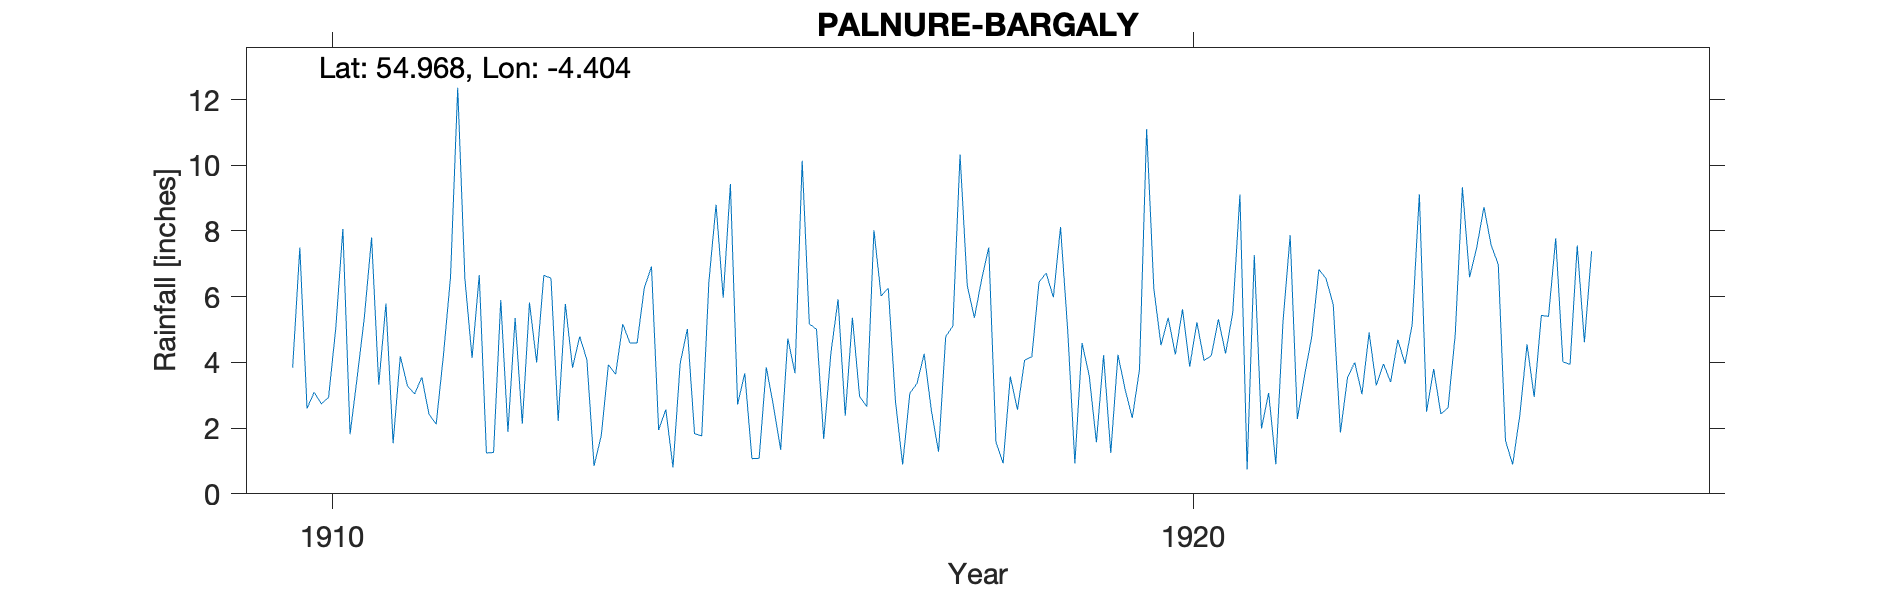 PALNURE-BARGALY
Lat: 54.968, Lon: -4.404
12
10
8
6
4
2
0
Rainfall [inches]
1910
1920
Year